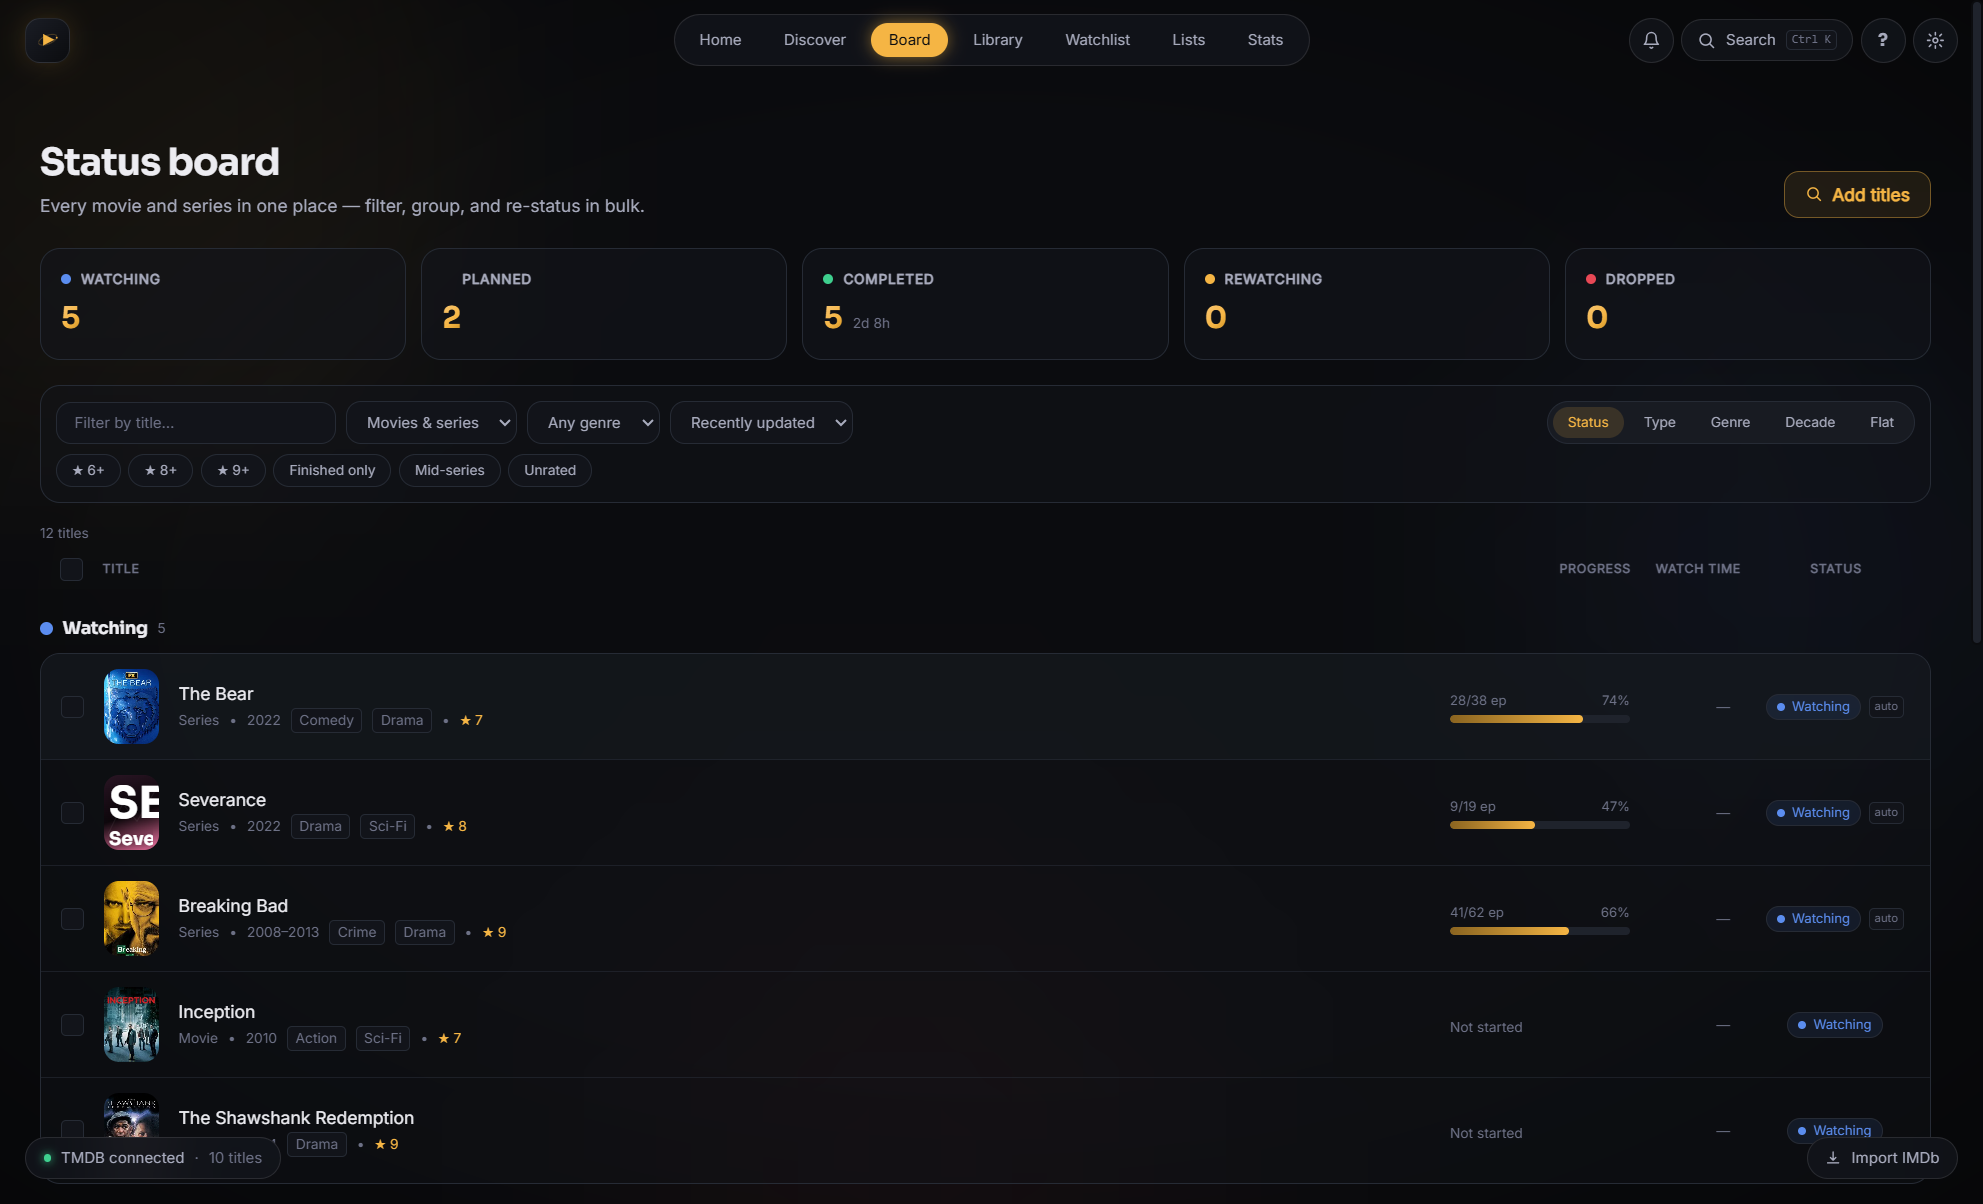 Home Discover Board Library Watchlist Lists Stats
Search Ctrl K ?
Status board
Every movie and series in one place — filter, group, and re-status in bulk.
Add titles
WATCHING
5
PLANNED
2
COMPLETED
5 2d 8h
REWATCHING
0
DROPPED
0
Filter by title... Movies & series Any genre Recently updated
Status Type Genre Decade Flat
★ 6+ ★ 8+ ★ 9+ Finished only Mid-series Unrated
12 titles
TITLE PROGRESS WATCH TIME STATUS
Watching 5
THE BEAR
The Bear
Series • 2022 Comedy Drama • ★ 7
28/38 ep 74%
— Watching auto
SE
Seve
Severance
Series • 2022 Drama Sci-Fi • ★ 8
9/19 ep 47%
— Watching auto
Breaking
Breaking Bad
Series • 2008–2013 Crime Drama • ★ 9
41/62 ep 66%
— Watching auto
INCEPTION
Inception
Movie • 2010 Action Sci-Fi • ★ 7
Not started — Watching
The Shawshank Redemption
Drama • ★ 9
Not started — Watching
TMDB connected · 10 titles
Import IMDb